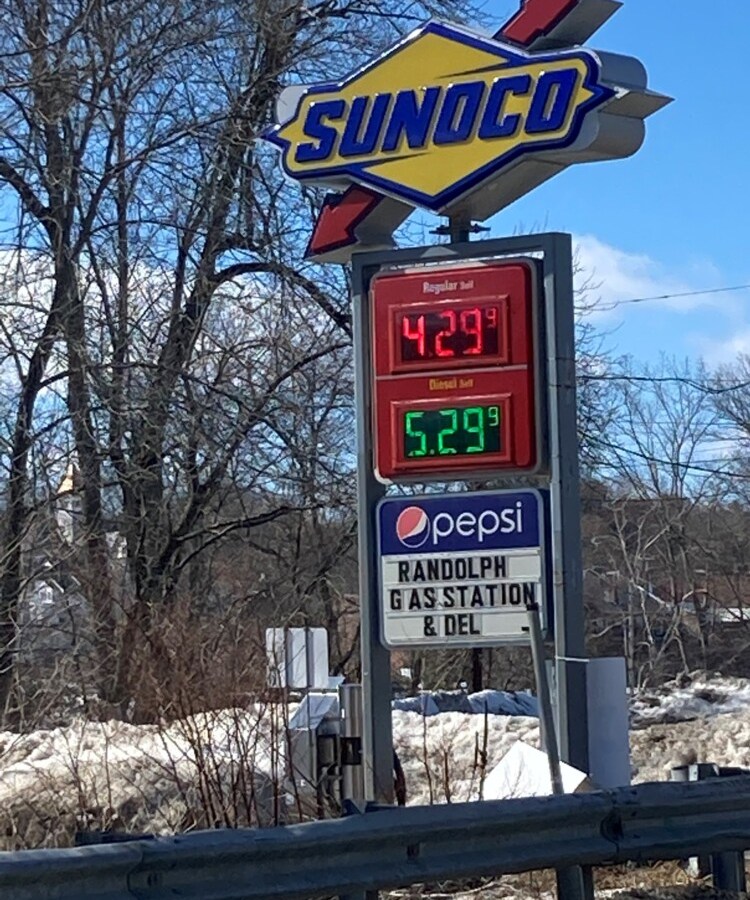 SUNOCO
Regular Self
4.29 9
Diesel Self
5.29 9
pepsi
RANDOLPH
GAS STATION
& DEL